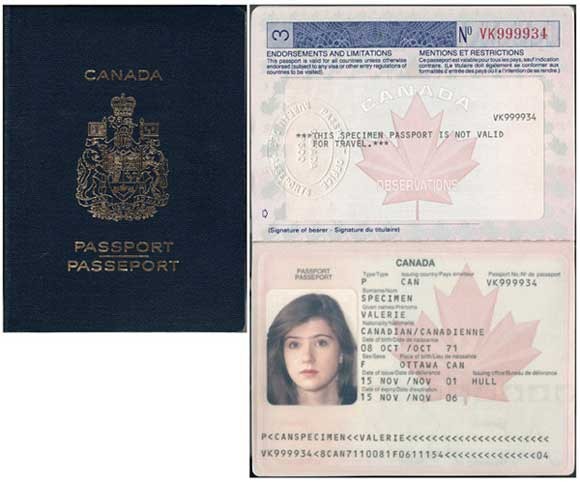 CANADA
PASSPORT
PASSEPORT
3
Nº VK999934
ENDORSEMENTS AND LIMITATIONS
This passport is valid for all countries unless otherwise
endorsed (subject to any visa or other entry regulations of
countries to be visited).
MENTIONS ET RESTRICTIONS
Ce passeport est valable pour tous les pays, sauf indication
contraire. (Le titulaire doit également se conformer aux
formalités d'entrée des pays où il a l'intention de se rendre.)
CANADA
VK999934
***THIS SPECIMEN PASSPORT IS NOT VALID
FOR TRAVEL.***
OBSERVATIONS
(Signature of bearer - Signature du titulaire)
CANADA
PASSPORT
PASSEPORT
Type/Type Issuing country/Pays émetteur Passport No./Nº de passeport
P CAN VK999934
Surname/Nom
SPECIMEN
Given names/Prénoms
VALERIE
Nationality/Nationalité
CANADIAN/CANADIENNE
Date of birth/Date de naissance
08 OCT /OCT 71
Sex/Sexe Place of birth/Lieu de naissance
F OTTAWA CAN
Date of issue/Date de délivrance Issuing office/Bureau de délivrance
15 NOV /NOV 01 HULL
Date of expiry/Date d'expiration
15 NOV /NOV 06
P<CANSPECIMEN<<VALERIE<<<<<<<<<<<<<<<<<<<<<<
VK999934<8CAN7110081F0611154<<<<<<<<<<<<<<04